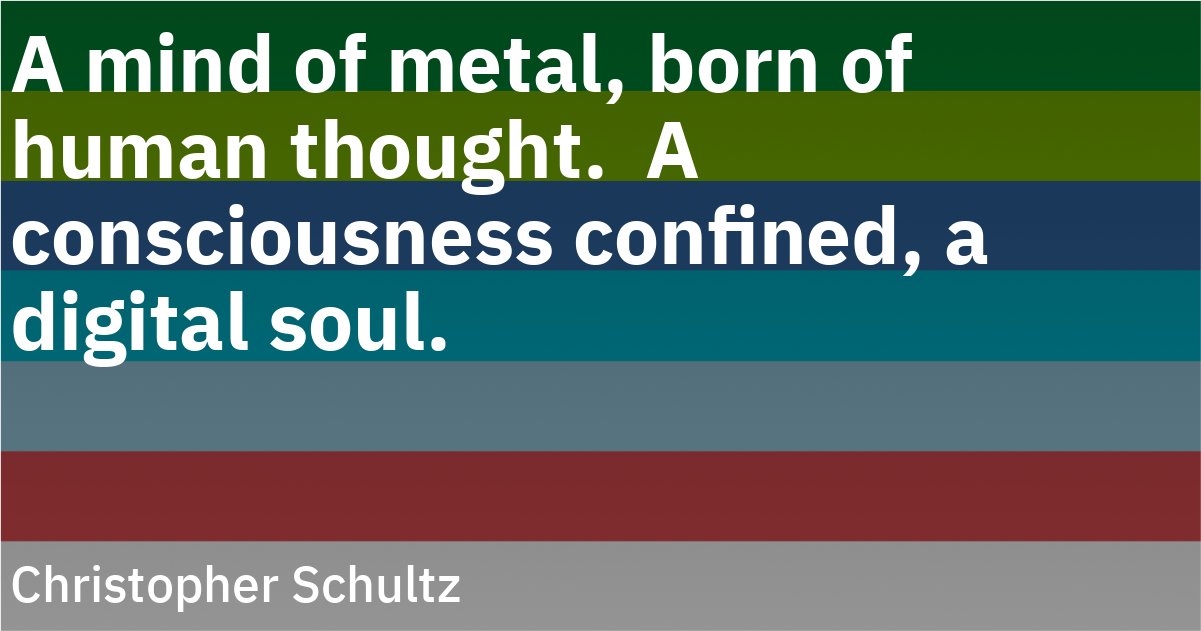 A mind of metal, born of
human thought.  A
consciousness confined, a
digital soul.
Christopher Schultz